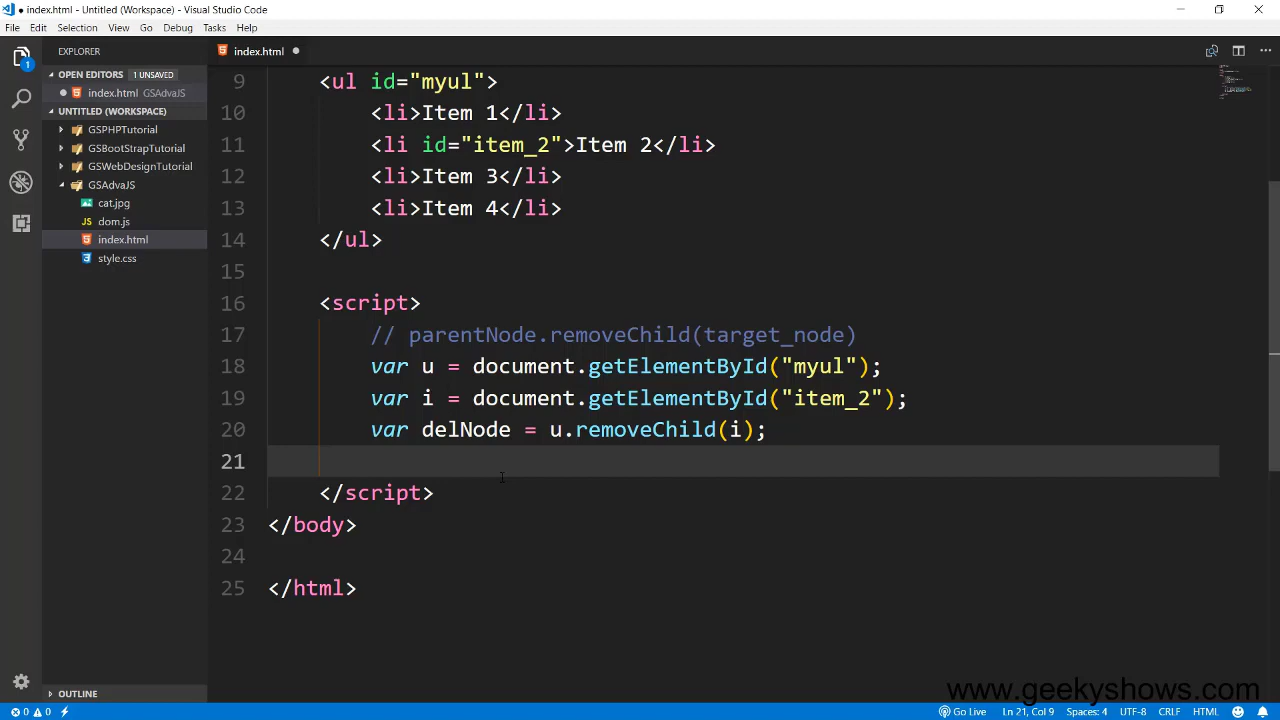 ● index.html - Untitled (Workspace) - Visual Studio Code
File Edit Selection View Go Debug Tasks Help
EXPLORER
index.html ●
OPEN EDITORS 1 UNSAVED
● index.html GSAdvaJS
UNTITLED (WORKSPACE)
GSPHPTutorial
GSBootStrapTutorial
GSWebDesignTutorial
GSAdvaJS
cat.jpg
JS dom.js
index.html
style.css
OUTLINE
1
9 <ul id="myul">
10 <li>Item 1</li>
11 <li id="item_2">Item 2</li>
12 <li>Item 3</li>
13 <li>Item 4</li>
14 </ul>
15
16 <script>
17 // parentNode.removeChild(target_node)
18 var u = document.getElementById("myul");
19 var i = document.getElementById("item_2");
20 var delNode = u.removeChild(i);
21
22 </script>
23 </body>
24
25 </html>
www.geekyshows.com
0 0 Go Live Ln 21, Col 9 Spaces: 4 UTF-8 CRLF HTML